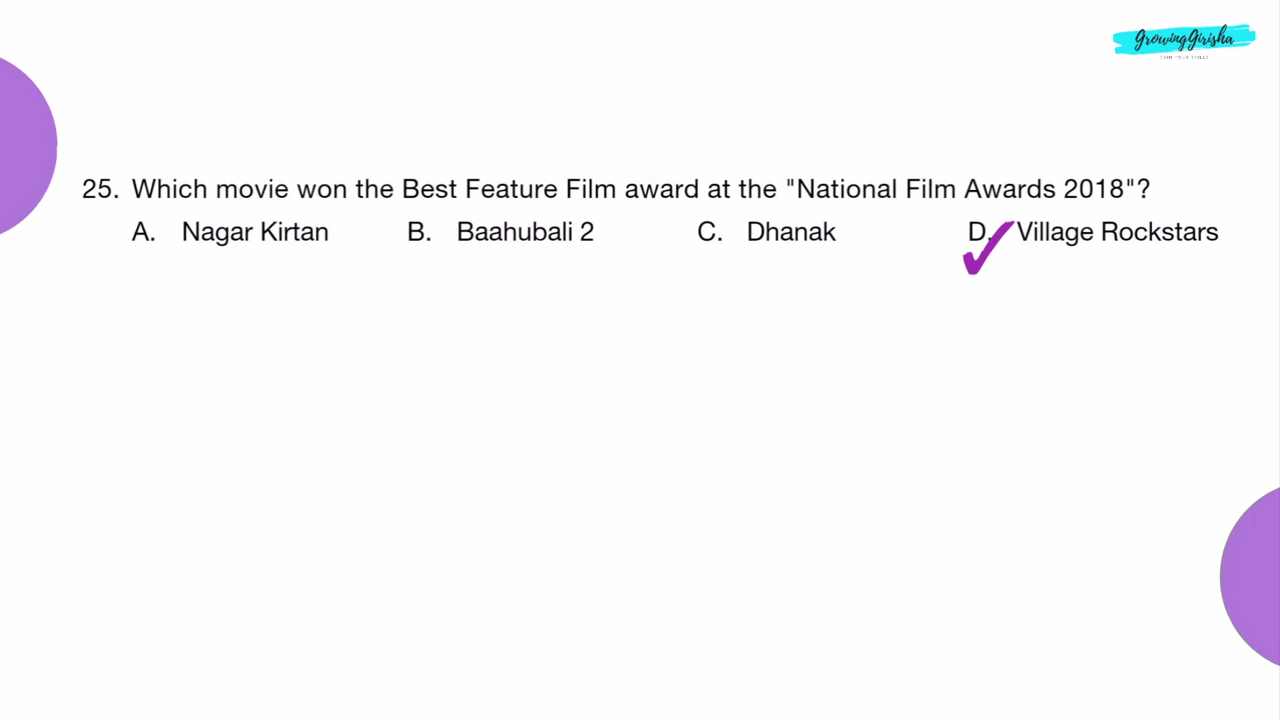 GrowingGirisha
25. Which movie won the Best Feature Film award at the "National Film Awards 2018"?
A. Nagar Kirtan B. Baahubali 2 C. Dhanak D. Village Rockstars